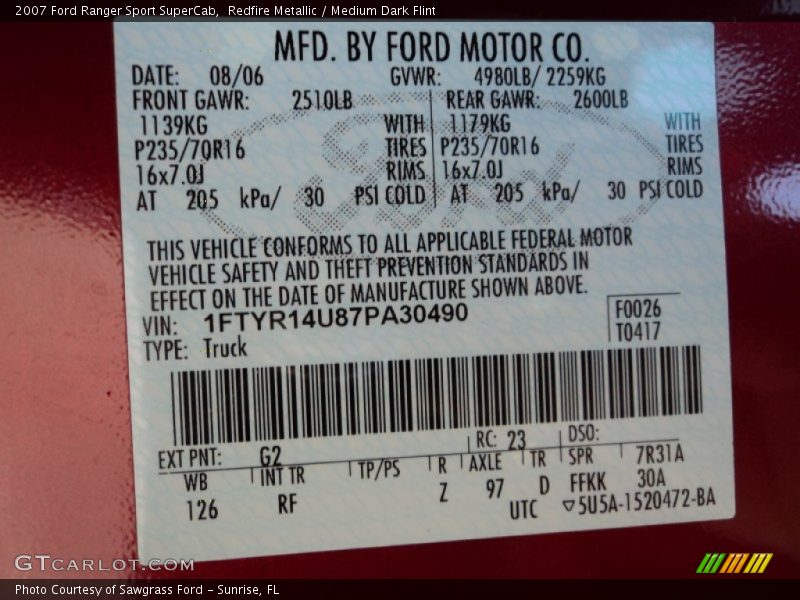 2007 Ford Ranger Sport SuperCab,  Redfire Metallic / Medium Dark Flint
MFD. BY FORD MOTOR CO.
DATE: 08/06 GVWR: 4980LB/ 2259KG
FRONT GAWR: 2510LB REAR GAWR: 2600LB
1139KG WITH 1179KG WITH
P235/70R16 TIRES P235/70R16 TIRES
16x7.0J RIMS 16x7.0J RIMS
AT 205 kPa/ 30 PSI COLD AT 205 kPa/ 30 PSI COLD
Ford
THIS VEHICLE CONFORMS TO ALL APPLICABLE FEDERAL MOTOR
VEHICLE SAFETY AND THEFT PREVENTION STANDARDS IN
EFFECT ON THE DATE OF MANUFACTURE SHOWN ABOVE.
VIN: 1FTYR14U87PA30490 F0026
TYPE: Truck T0417
EXT PNT: G2 RC: 23 DSO:
WB INT TR TP/PS R AXLE TR SPR 7R31A
126 RF Z 97 D FFKK 30A
UTC ▽5U5A-1520472-BA
GTCARLOT.COM
Photo Courtesy of Sawgrass Ford - Sunrise, FL